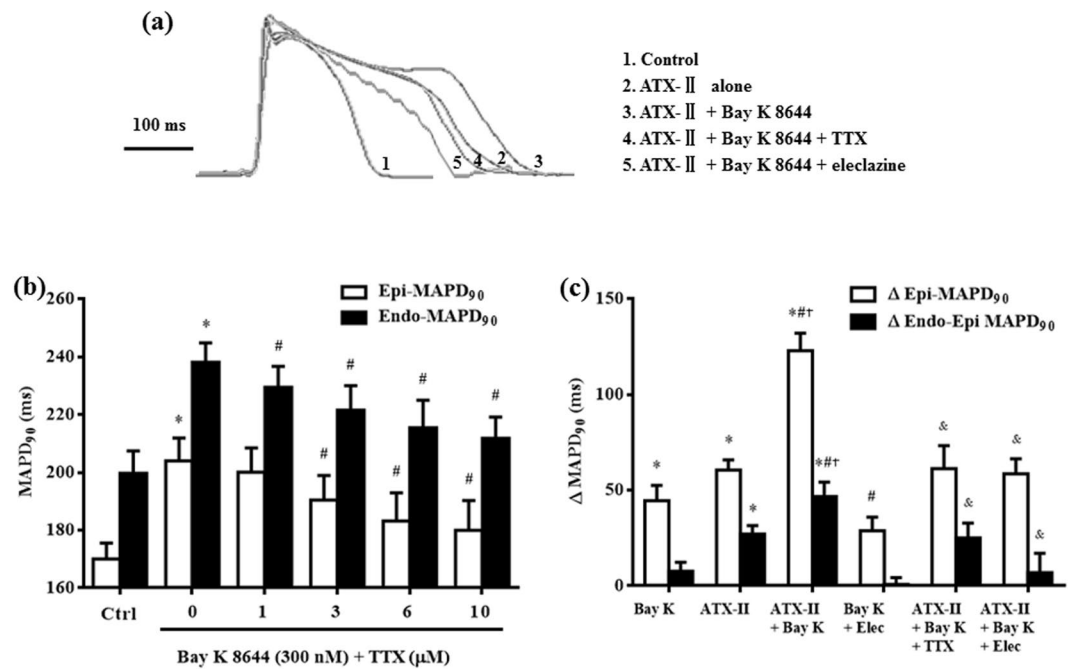 (a)
1. Control
2. ATX-Ⅱ alone
3. ATX-Ⅱ + Bay K 8644
4. ATX-Ⅱ + Bay K 8644 + TTX
5. ATX-Ⅱ + Bay K 8644 + eleclazine
100 ms
1 5 4 2 3
(b)
Epi-MAPD90
Endo-MAPD90
MAPD90 (ms)
260
240
220
200
180
160
* * # # # # # # #
Ctrl 0 1 3 6 10
Bay K 8644 (300 nM) + TTX (μM)
(c)
Δ Epi-MAPD90
Δ Endo-Epi MAPD90
Δ MAPD90 (ms)
150
100
50
0
* * * *#† *#† # & & & &
Bay K
ATX-II
ATX-II
+ Bay K
Bay K
+ Elec
ATX-II
+ Bay K
+ TTX
ATX-II
+ Bay K
+ Elec